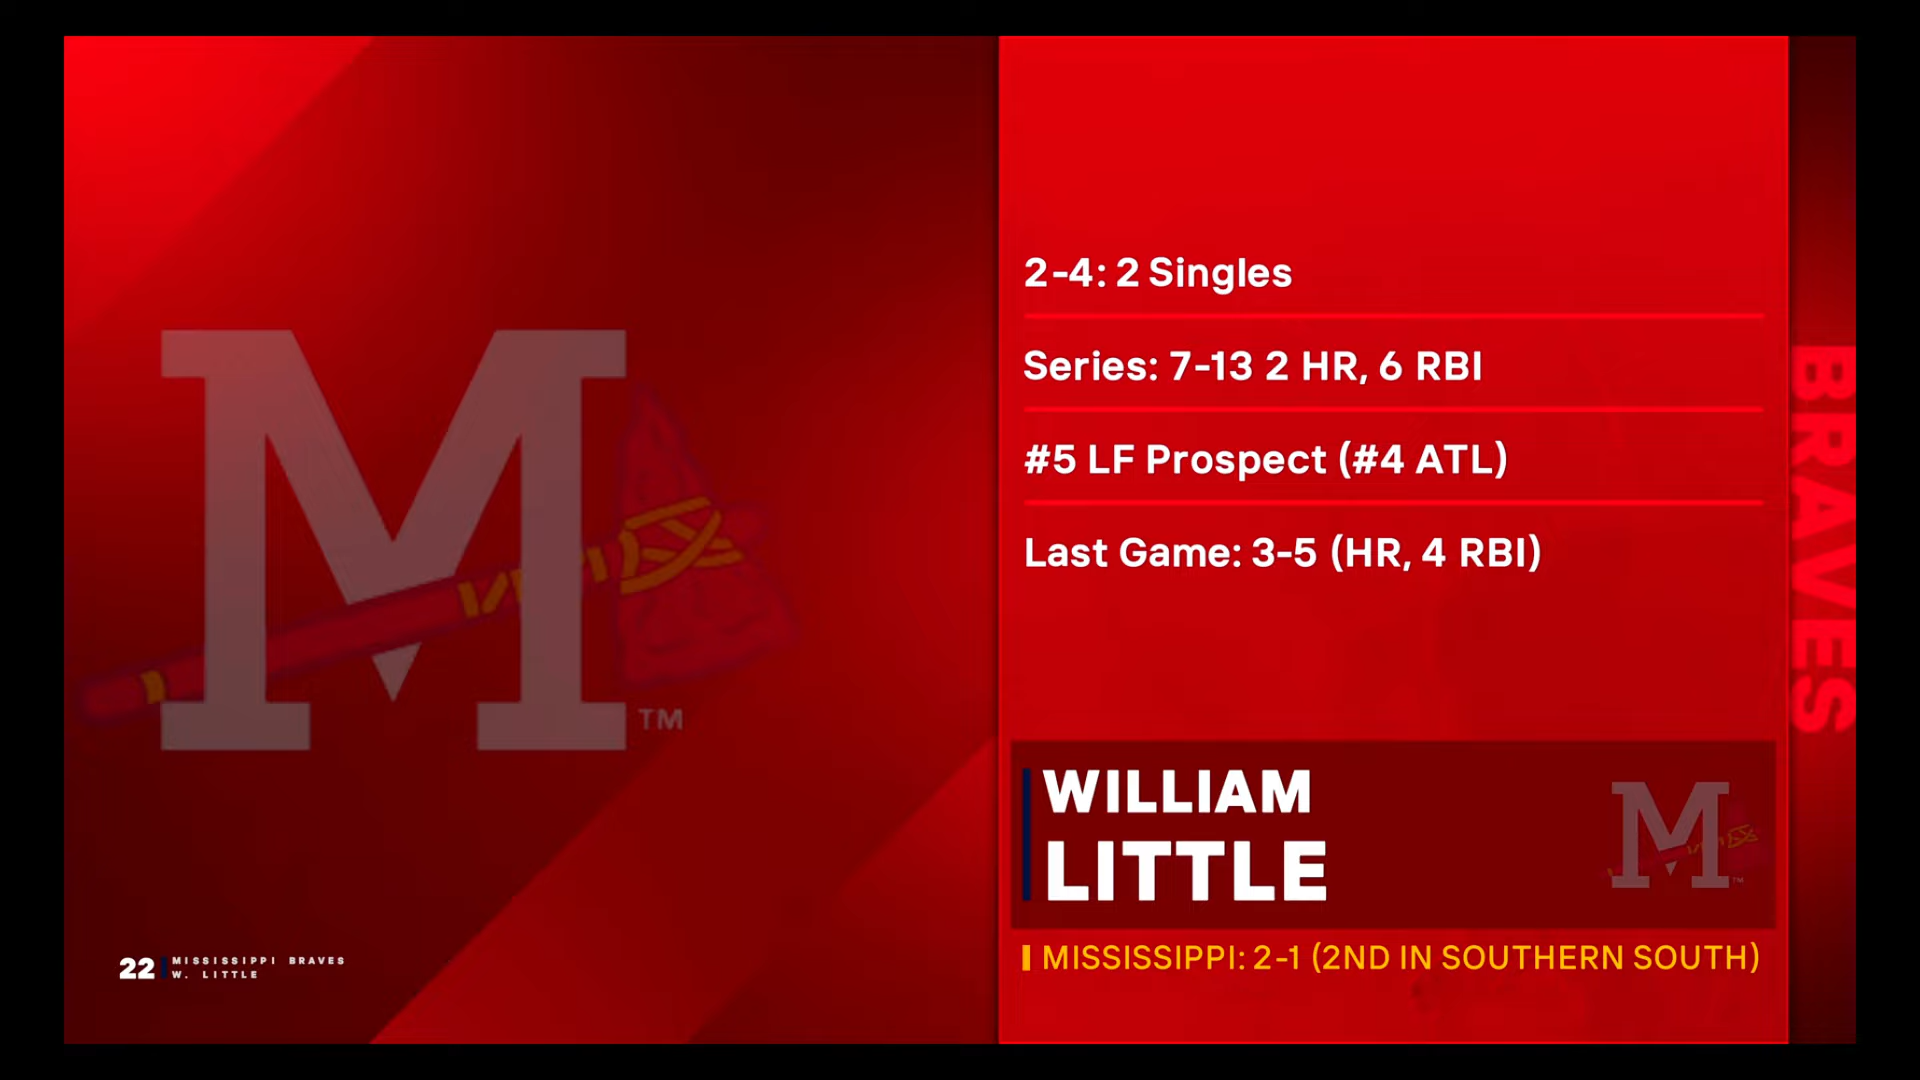 M
TM
2-4: 2 Singles
Series: 7-13 2 HR, 6 RBI
#5 LF Prospect (#4 ATL)
Last Game: 3-5 (HR, 4 RBI)
WILLIAM
LITTLE
M
TM
MISSISSIPPI: 2-1 (2ND IN SOUTHERN SOUTH)
BRAVES
22
MISSISSIPPI BRAVES
W. LITTLE